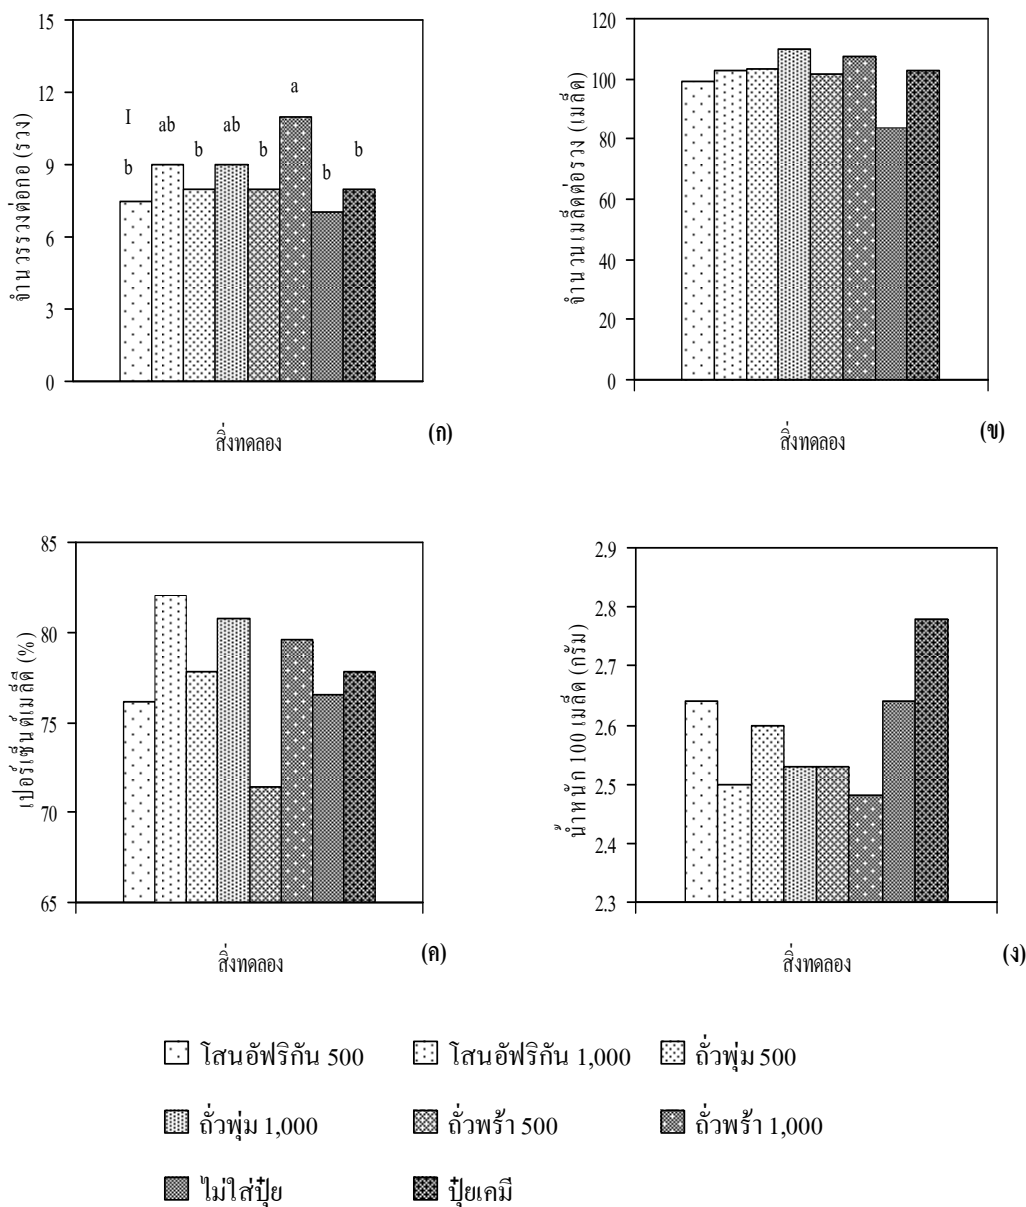 จำนวรรวงต่อกอ (รวง)
15
12
9
6
3
0
I
b
ab
b
ab
b
a
b
b
สิ่งทดลอง
(ก)
จำนวนเมล็ดต่อรวง (เมล็ด)
120
100
80
60
40
20
0
สิ่งทดลอง
(ข)
เปอร์เซ็นต์เมล็ดี (%)
85
80
75
70
65
สิ่งทดลอง
(ค)
น้ำหนัก 100 เมล็ด (กรัม)
2.9
2.8
2.7
2.6
2.5
2.4
2.3
สิ่งทดลอง
(ง)
โสนอัฟริกัน 500 โสนอัฟริกัน 1,000 ถั่วพุ่ม 500
ถั่วพุ่ม 1,000 ถั่วพร้า 500 ถั่วพร้า 1,000
ไม่ใส่ปุ๋ย ปุ๋ยเคมี